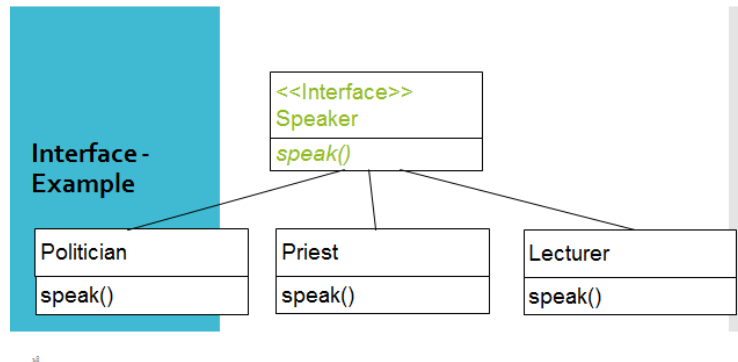 Interface -
Example
<<Interface>>
Speaker
speak()
Politician
speak()
Priest
speak()
Lecturer
speak()